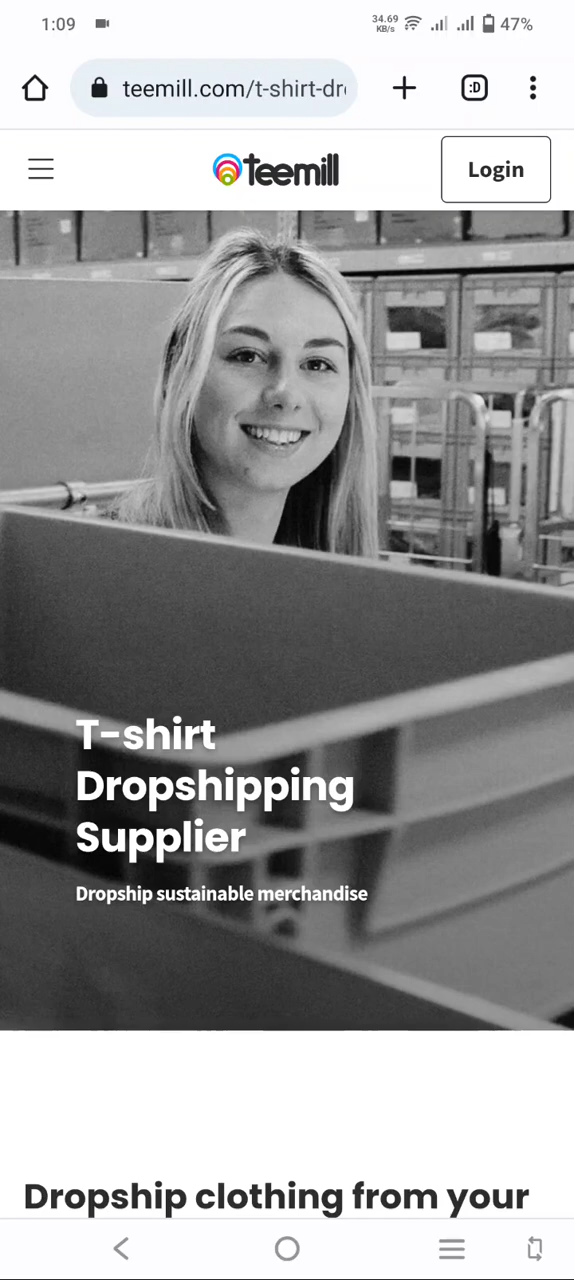 1:09 34.69 KB/s 47%
teemill.com/t-shirt-dr
:D
teemill
Login
T-shirt
Dropshipping
Supplier
Dropship sustainable merchandise
Dropship clothing from your